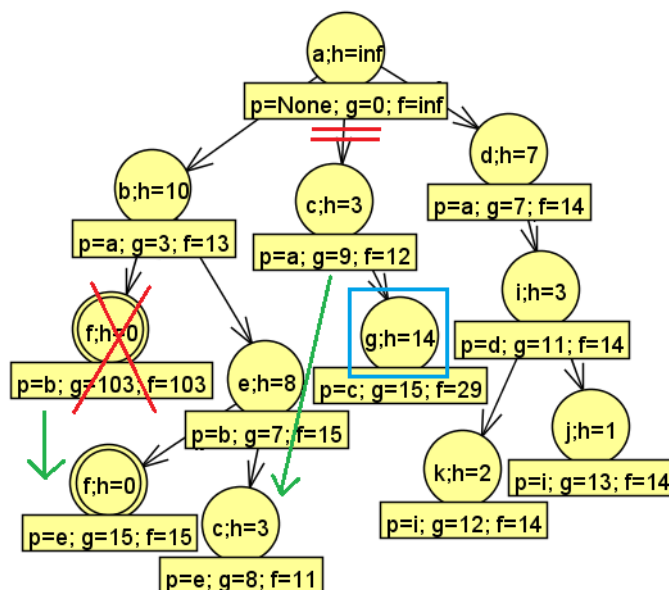 a;h=inf
p=None; g=0; f=inf
b;h=10
p=a; g=3; f=13
c;h=3
p=a; g=9; f=12
d;h=7
p=a; g=7; f=14
f;h=0
p=b; g=103; f=103
e;h=8
p=b; g=7; f=15
g;h=14
p=c; g=15; f=29
i;h=3
p=d; g=11; f=14
f;h=0
p=e; g=15; f=15
c;h=3
p=e; g=8; f=11
k;h=2
p=i; g=12; f=14
j;h=1
p=i; g=13; f=14